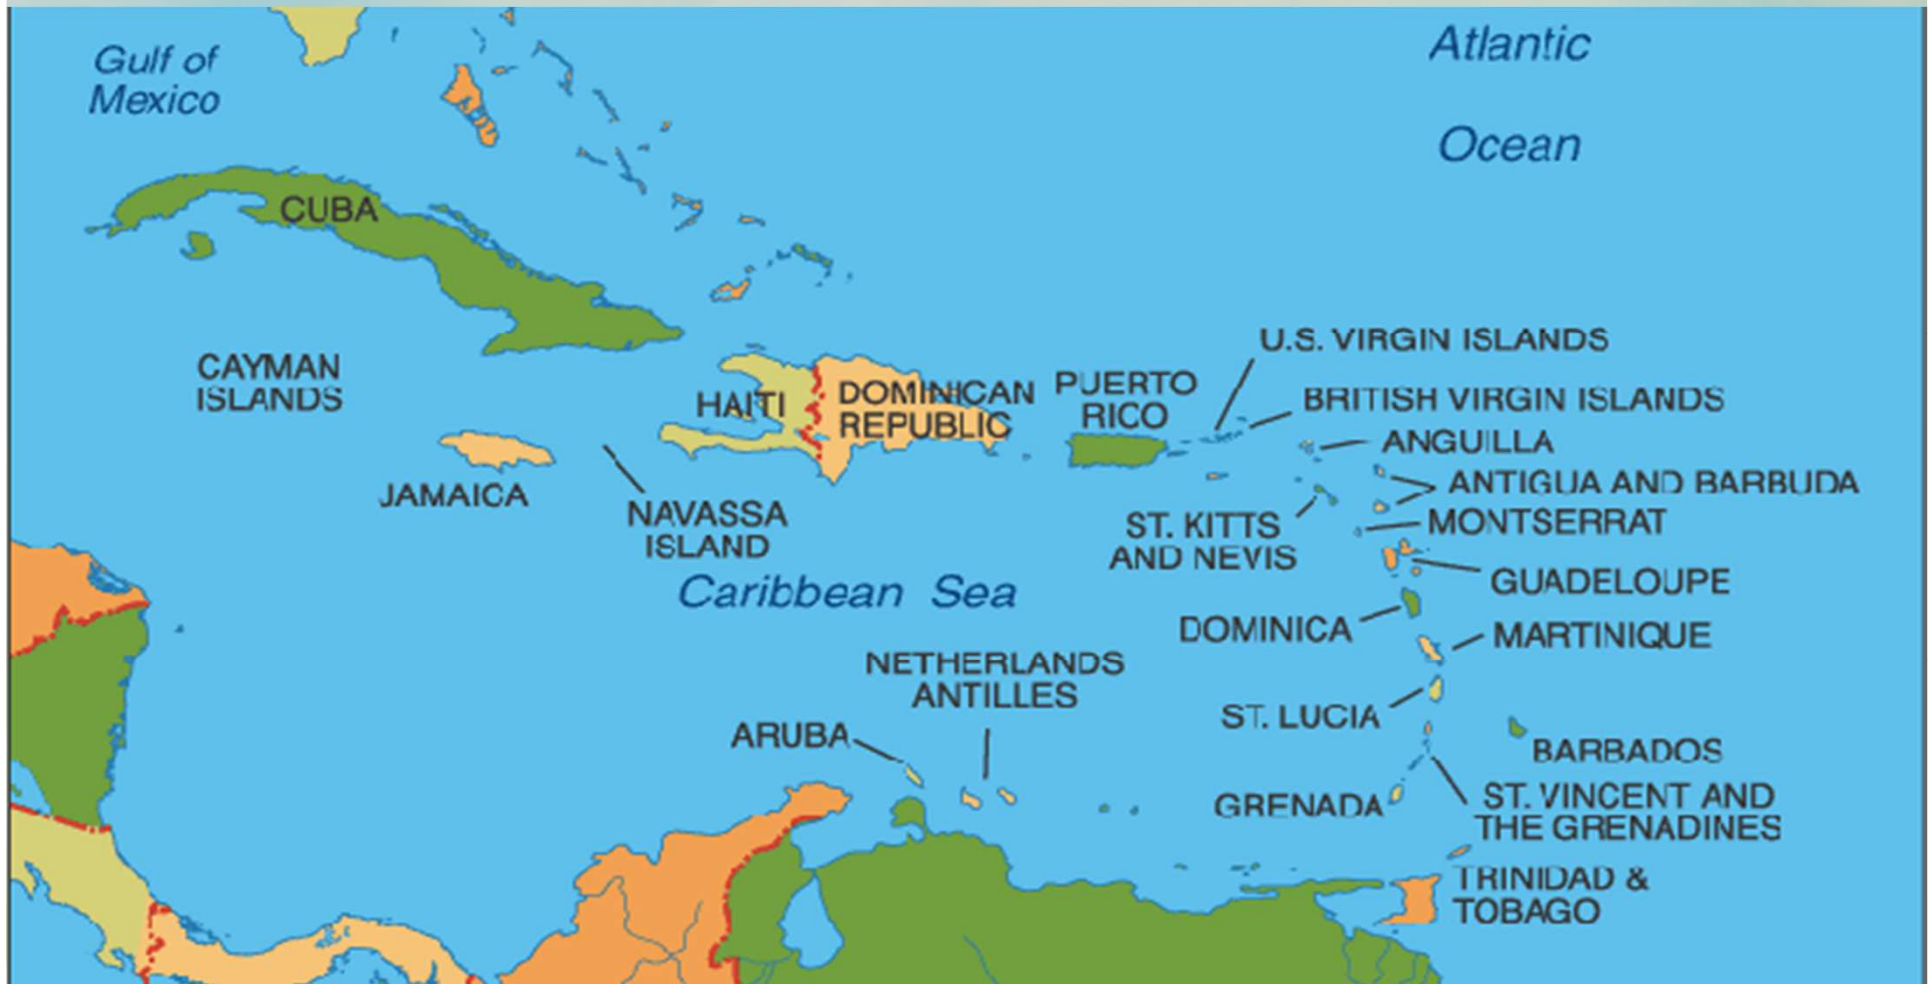 Gulf of
Mexico
Atlantic
Ocean
CUBA
CAYMAN
ISLANDS
U.S. VIRGIN ISLANDS
HAITI
DOMINICAN
REPUBLIC
PUERTO
RICO
BRITISH VIRGIN ISLANDS
ANGUILLA
JAMAICA
NAVASSA
ISLAND
ANTIGUA AND BARBUDA
ST. KITTS
AND NEVIS
MONTSERRAT
Caribbean Sea
GUADELOUPE
DOMINICA
MARTINIQUE
NETHERLANDS
ANTILLES
ARUBA
ST. LUCIA
BARBADOS
GRENADA
ST. VINCENT AND
THE GRENADINES
TRINIDAD &
TOBAGO